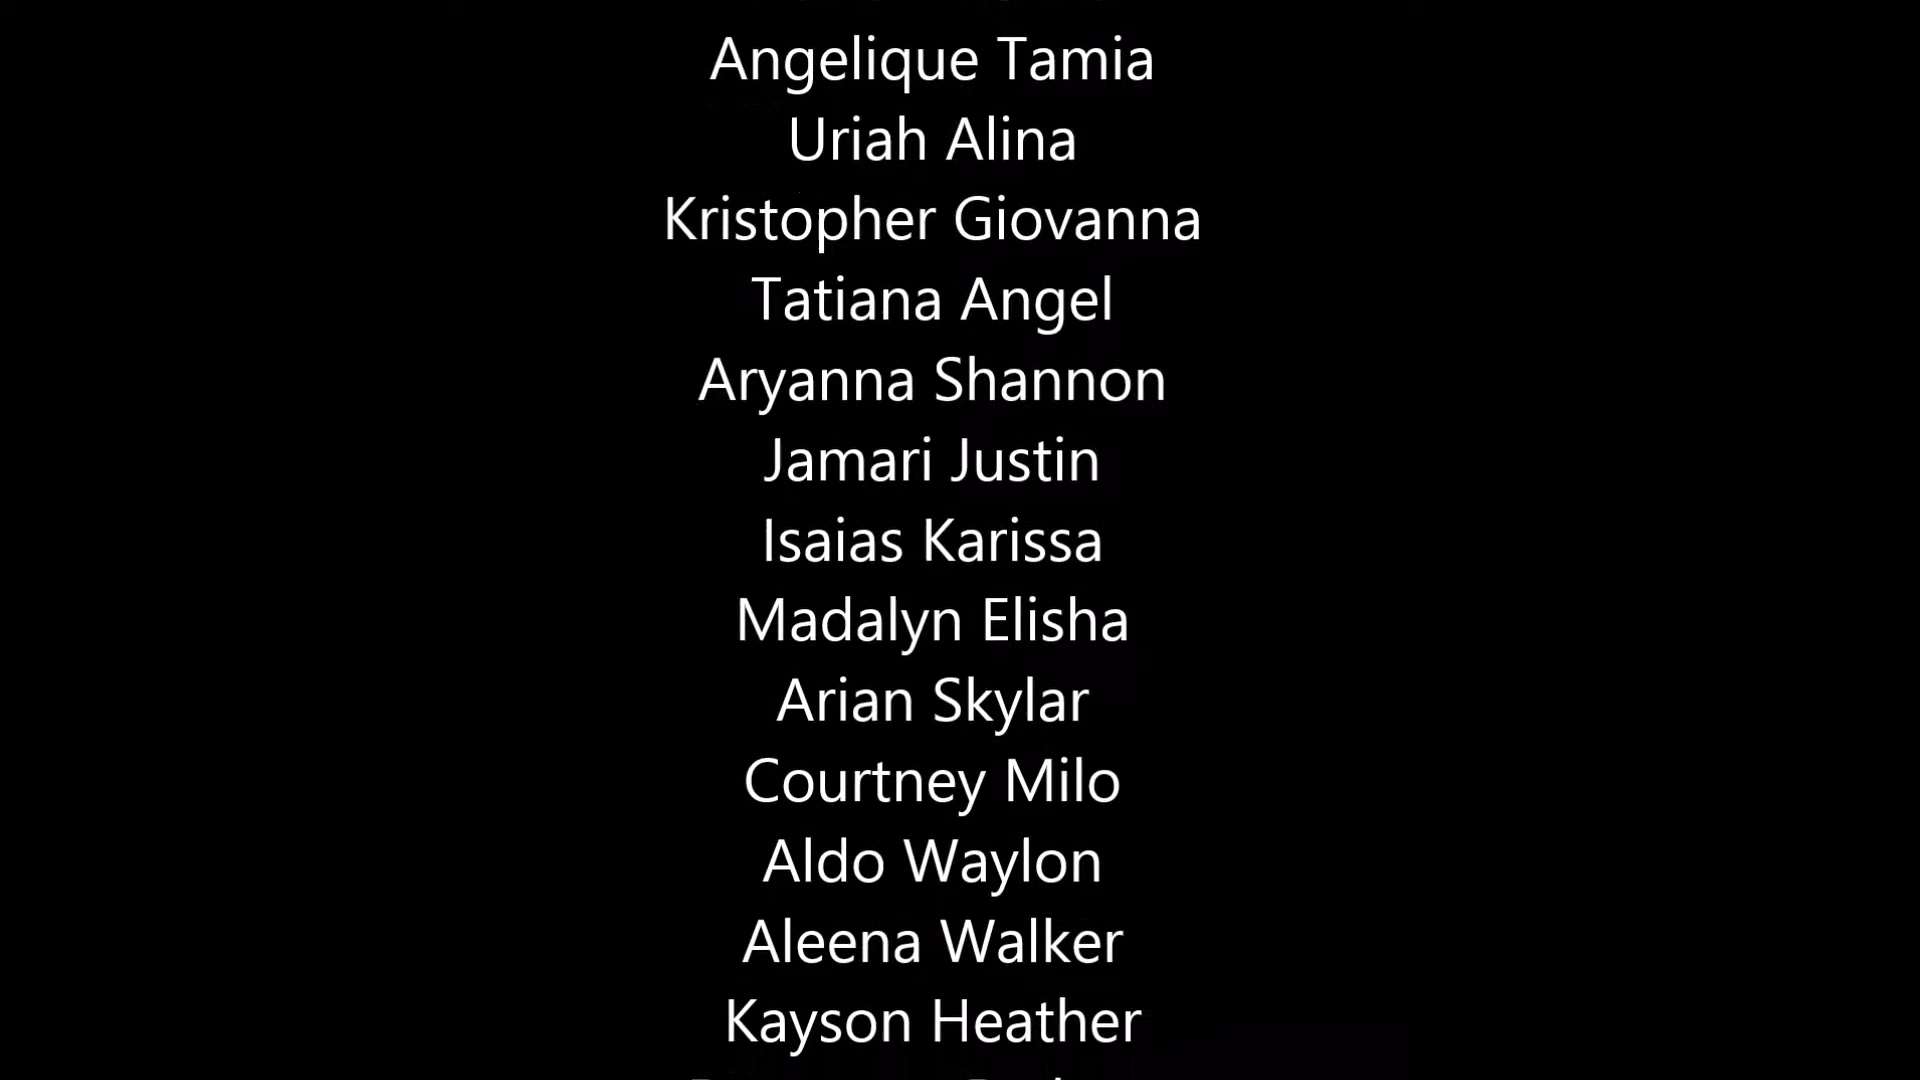 Angelique Tamia
Uriah Alina
Kristopher Giovanna
Tatiana Angel
Aryanna Shannon
Jamari Justin
Isaias Karissa
Madalyn Elisha
Arian Skylar
Courtney Milo
Aldo Waylon
Aleena Walker
Kayson Heather